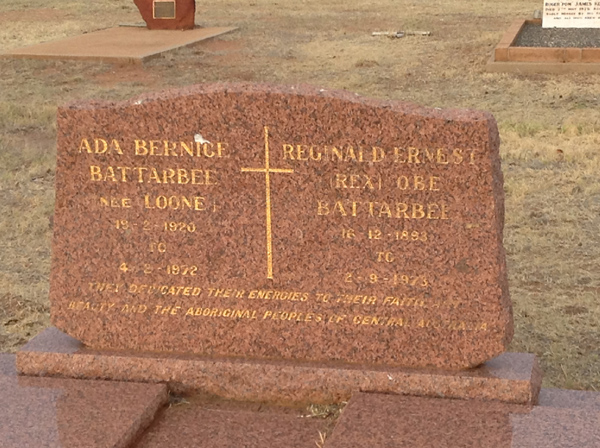 ADA BERNICE
BATTARBEE
(NEE LOONE)
19-2-1920
TO
4-2-1972
REGINALD ERNEST
(REX) OBE
BATTARBEE
16-12-1893
TO
2-9-1973
THEY DEDICATED THEIR ENERGIES TO THEIR FAITH
BEAUTY AND THE ABORIGINAL PEOPLES OF CENTRAL AUSTRALIA